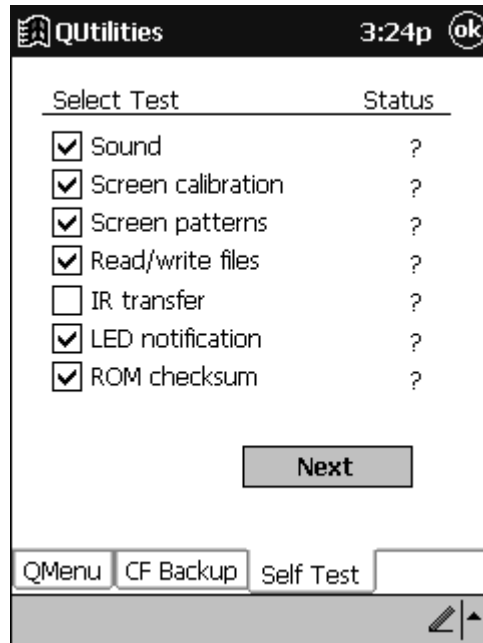 QUtilities 3:24p ok
Select Test Status
Sound ?
Screen calibration ?
Screen patterns ?
Read/write files ?
IR transfer ?
LED notification ?
ROM checksum ?
Next
QMenu CF Backup Self Test